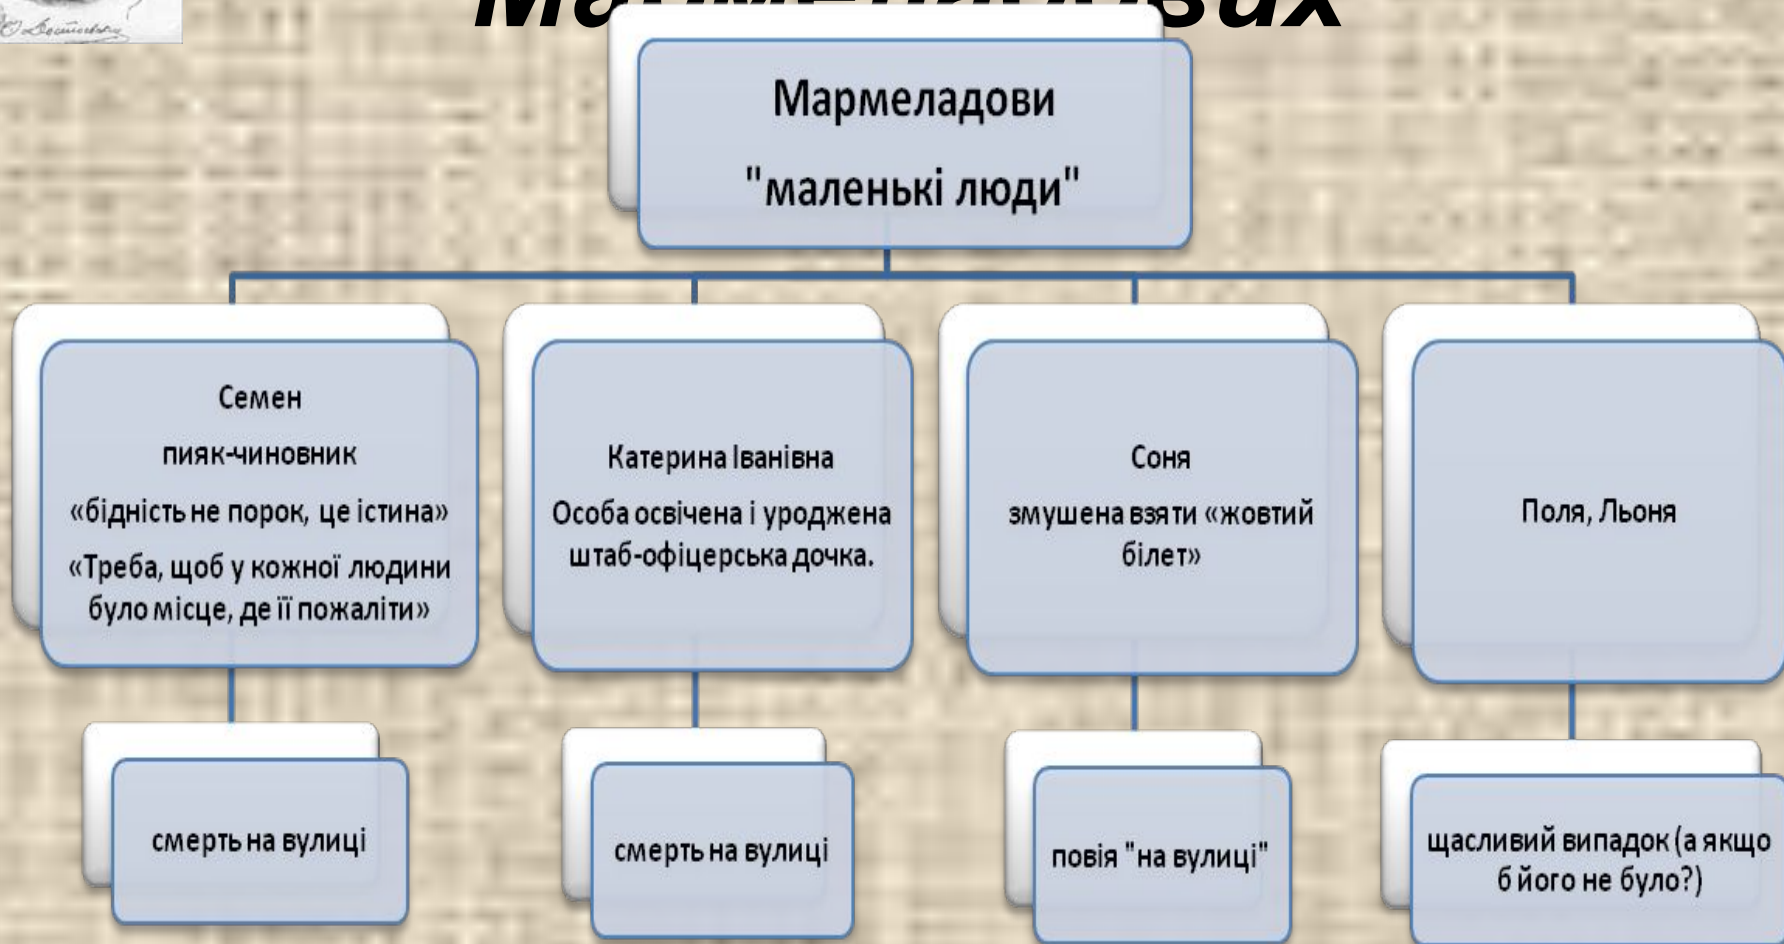 Мармеладових
Мармеладови
"маленькі люди"
Семен
пияк-чиновник
«бідність не порок, це істина»
«Треба, щоб у кожної людини
було місце, де її пожаліти»
Катерина Іванівна
Особа освічена і уроджена
штаб-офіцерська дочка.
Соня
змушена взяти «жовтий
білет»
Поля, Льоня
смерть на вулиці
смерть на вулиці
повія "на вулиці"
щасливий випадок (а якщо
б його не було?)